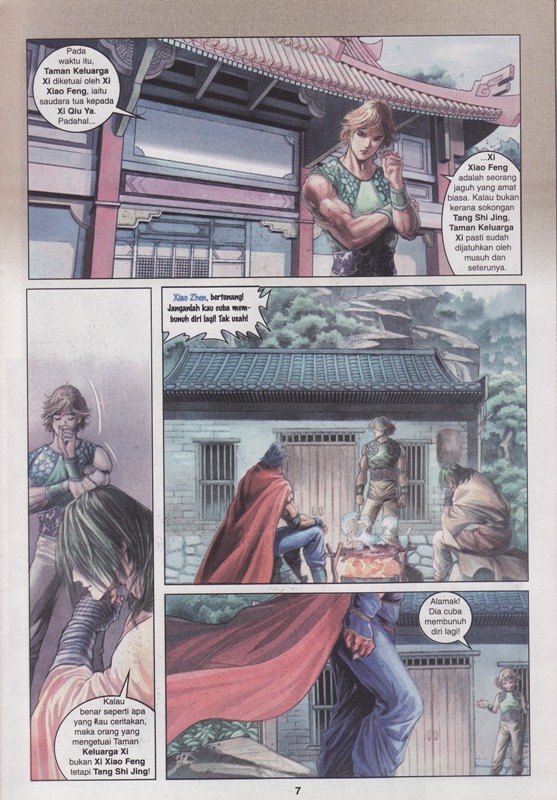 Pada
waktu itu,
Taman Keluarga
Xi diketuai oleh Xi
Xiao Feng, iaitu
saudara tua kepada
Xi Qiu Ya.
Padahal...
...Xi
Xiao Feng
adalah seorang
jaguh yang amat
biasa. Kalau bukan
kerana sokongan
Tang Shi Jing,
Taman Keluarga
Xi pasti sudah
dijatuhkan oleh
musuh dan
seterunya.
Xiao Zhen, bertenang!
Janganlah kau cuba mem-
bunuh diri lagi! Tak usah!
Kalau
benar seperti apa
yang kau ceritakan,
maka orang yang
mengetuai Taman
Keluarga Xi
bukan Xi Xiao Feng
tetapi Tang Shi Jing!
Alamak!
Dia cuba
membunuh
diri lagi!
7